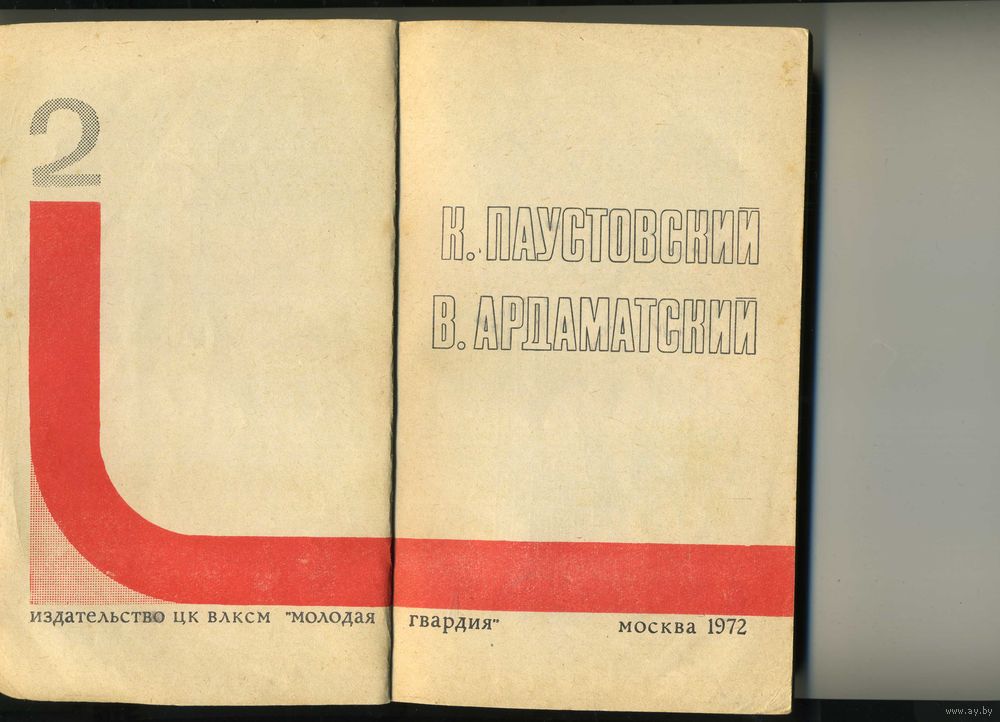 2
К. ПАУСТОВСКИЙ
В. АРДАМАТСКИЙ
издательство ЦК ВЛКСМ "молодая гвардия"
москва 1972
www.ay.by